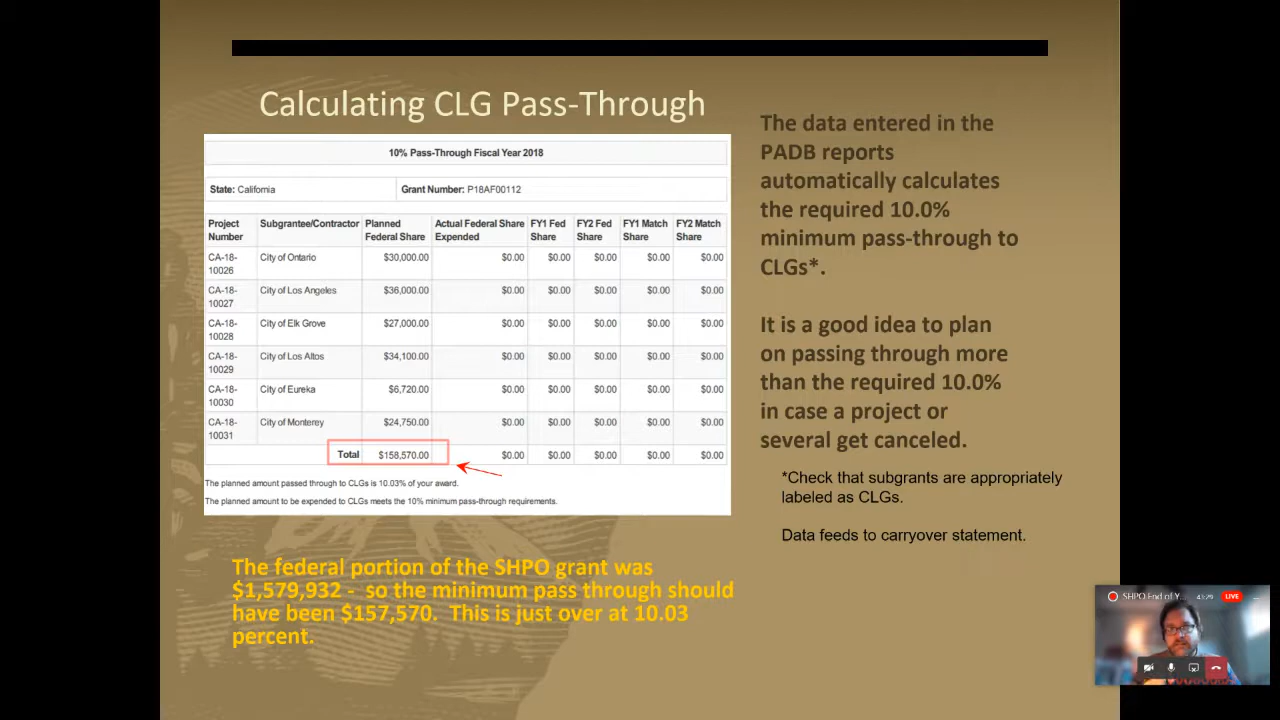 Calculating CLG Pass-Through
10% Pass-Through Fiscal Year 2018
State: California Grant Number: P18AF00112
Project Number Subgrantee/Contractor Planned Federal Share Actual Federal Share Expended FY1 Fed Share FY2 Fed Share FY1 Match Share FY2 Match Share
CA-18-10026 City of Ontario $30,000.00 $0.00 $0.00 $0.00 $0.00 $0.00
CA-18-10027 City of Los Angeles $36,000.00 $0.00 $0.00 $0.00 $0.00 $0.00
CA-18-10028 City of Elk Grove $27,000.00 $0.00 $0.00 $0.00 $0.00 $0.00
CA-18-10029 City of Los Altos $34,100.00 $0.00 $0.00 $0.00 $0.00 $0.00
CA-18-10030 City of Eureka $6,720.00 $0.00 $0.00 $0.00 $0.00 $0.00
CA-18-10031 City of Monterey $24,750.00 $0.00 $0.00 $0.00 $0.00 $0.00
Total $158,570.00 $0.00 $0.00 $0.00 $0.00 $0.00
The planned amount passed through to CLGs is 10.03% of your award.
The planned amount to be expended to CLGs meets the 10% minimum pass-through requirements.
The federal portion of the SHPO grant was
$1,579,932 - so the minimum pass through should
have been $157,570. This is just over at 10.03
percent.
The data entered in the
PADB reports
automatically calculates
the required 10.0%
minimum pass-through to
CLGs*.
It is a good idea to plan
on passing through more
than the required 10.0%
in case a project or
several get canceled.
*Check that subgrants are appropriately
labeled as CLGs.
Data feeds to carryover statement.
SHPO End of Y... 43:29 LIVE